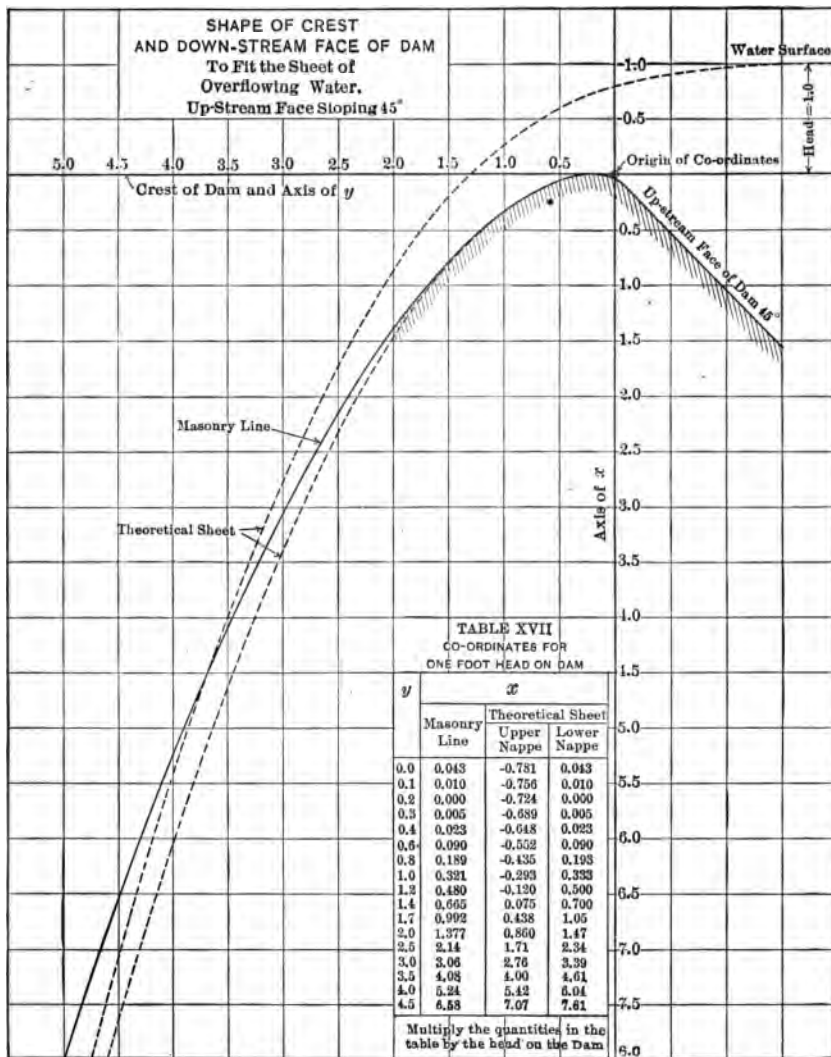 SHAPE OF CREST
AND DOWN-STREAM FACE OF DAM
To Fit the Sheet of
Overflowing Water.
Up-Stream Face Sloping 45°
Water Surface
-1.0
-0.5
Head = 1.0
Origin of Co-ordinates
5.0 4.5 4.0 3.5 3.0 2.5 2.0 1.5 1.0 0.5
Crest of Dam and Axis of y
Up-stream Face of Dam 45°
0.5
1.0
1.5
2.0
Masonry Line
2.5
Axis of x
3.0
Theoretical Sheet
3.5
4.0
4.5
5.0
5.5
6.0
6.5
7.0
7.5
8.0
TABLE XVII
CO-ORDINATES FOR
ONE FOOT HEAD ON DAM
y x
Masonry Line Theoretical Sheet
Upper Nappe Lower Nappe
0.0 0.043 -0.781 0.043
0.1 0.010 -0.756 0.010
0.2 0.000 -0.724 0.000
0.3 0.005 -0.689 0.005
0.4 0.023 -0.648 0.023
0.6 0.090 -0.552 0.090
0.8 0.189 -0.435 0.193
1.0 0.321 -0.293 0.333
1.2 0.480 -0.120 0.500
1.4 0.665 0.075 0.700
1.7 0.992 0.438 1.05
2.0 1.377 0.860 1.47
2.5 2.14 1.71 2.34
3.0 3.06 2.76 3.39
3.5 4.08 4.00 4.61
4.0 5.24 5.42 6.04
4.5 6.58 7.07 7.61
Multiply the quantities in the
table by the head on the Dam